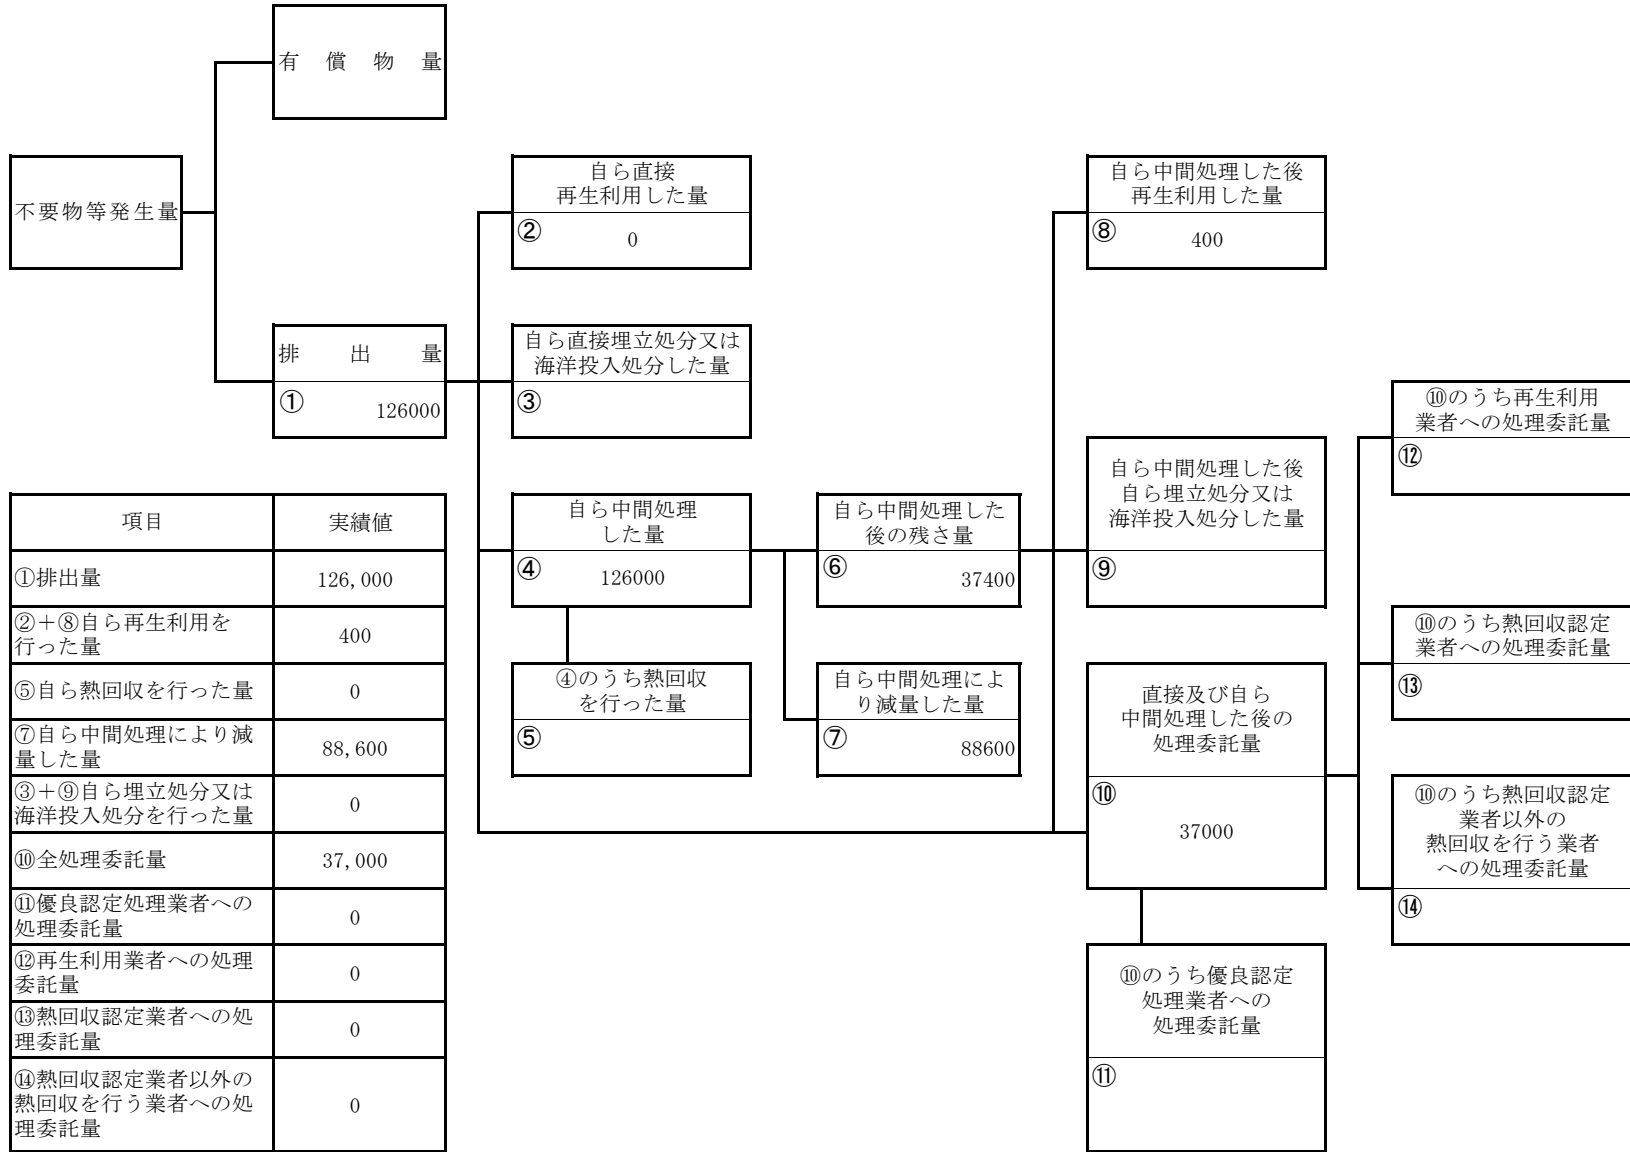 有 償 物 量
不要物等発生量
自ら直接
再生利用した量
② 0
自ら中間処理した後
再生利用した量
⑧ 400
排 出 量
① 126000
自ら直接埋立処分又は
海洋投入処分した量
③
⑩のうち再生利用
業者への処理委託量
⑫
自ら中間処理
した量
④ 126000
自ら中間処理した
後の残さ量
⑥ 37400
自ら中間処理した後
自ら埋立処分又は
海洋投入処分した量
⑨
④のうち熱回収
を行った量
⑤
自ら中間処理によ
り減量した量
⑦ 88600
直接及び自ら
中間処理した後の
処理委託量
⑩
37000
⑩のうち熱回収認定
業者への処理委託量
⑬
⑩のうち熱回収認定
業者以外の
熱回収を行う業者
への処理委託量
⑭
⑩のうち優良認定
処理業者への
処理委託量
⑪
項目 実績値
①排出量 126,000
②＋⑧自ら再生利用を
行った量 400
⑤自ら熱回収を行った量 0
⑦自ら中間処理により減
量した量 88,600
③＋⑨自ら埋立処分又は
海洋投入処分を行った量 0
⑩全処理委託量 37,000
⑪優良認定処理業者への
処理委託量 0
⑫再生利用業者への処理
委託量 0
⑬熱回収認定業者への処
理委託量 0
⑭熱回収認定業者以外の
熱回収を行う業者への処
理委託量 0